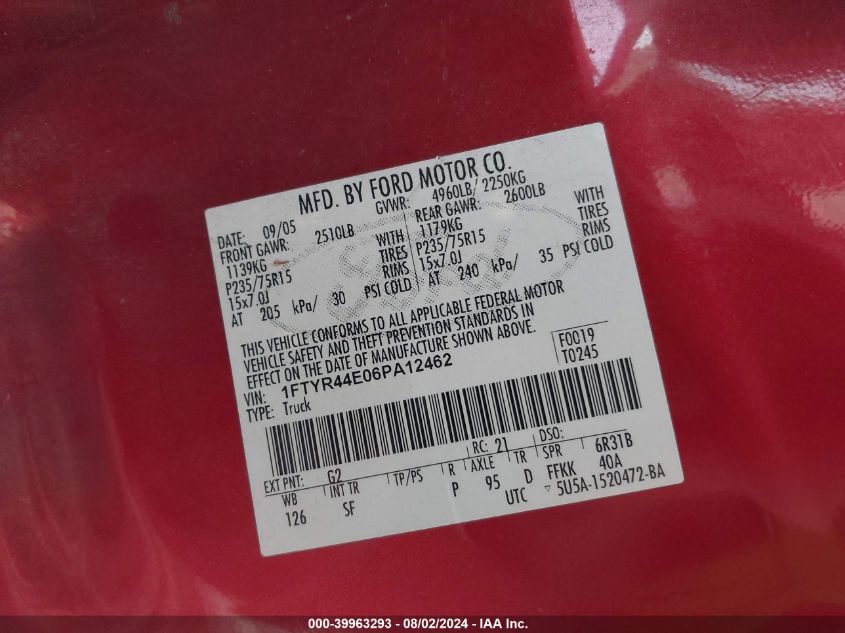 MFD. BY FORD MOTOR CO.
DATE: 09/05 GVWR: 4960LB/ 2250KG
FRONT GAWR: 2510LB REAR GAWR: 2600LB
1139KG WITH 1179KG WITH
P235/75R15 TIRES P235/75R15 TIRES
15x7.0J RIMS 15x7.0J RIMS
AT 205 kPa/ 30 PSI COLD AT 240 kPa/ 35 PSI COLD
THIS VEHICLE CONFORMS TO ALL APPLICABLE FEDERAL MOTOR
VEHICLE SAFETY AND THEFT PREVENTION STANDARDS IN
EFFECT ON THE DATE OF MANUFACTURE SHOWN ABOVE.
VIN: 1FTYR44E06PA12462 F0019
TYPE: Truck T0245
EXT PNT: G2 RC: 21 DSO:
WB INT TR TP/PS R AXLE TR SPR 6R31B
126 SF P 95 D FFKK 40A
UTC 5U5A-1520472-BA
000-39963293 - 08/02/2024 - IAA Inc.